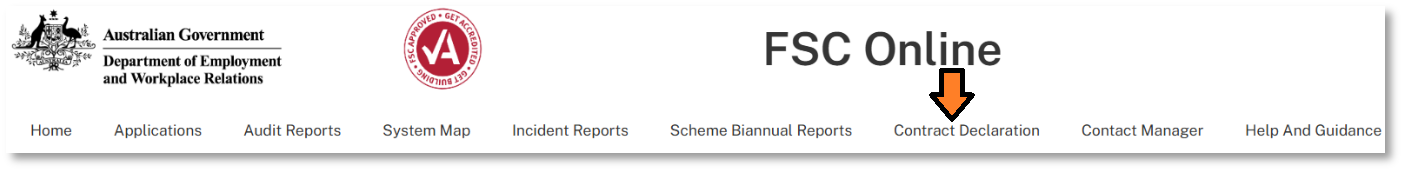 Australian Government
Department of Employment
and Workplace Relations
FSC APPROVED • GET ACCREDITED • GET BUILDING •
FSC Online
Home Applications Audit Reports System Map Incident Reports Scheme Biannual Reports Contract Declaration Contact Manager Help And Guidance